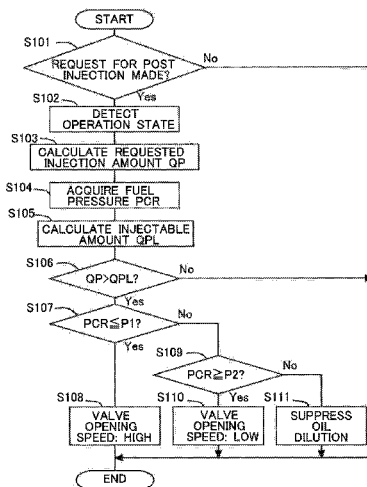 START
S101
REQUEST FOR POST
INJECTION MADE?
No
Yes
S102
DETECT
OPERATION STATE
S103
CALCULATE REQUESTED
INJECTION AMOUNT QP
S104
ACQUIRE FUEL
PRESSURE PCR
S105
CALCULATE INJECTABLE
AMOUNT QPL
S106
QP>QPL?
No
Yes
S107
PCR≦P1?
No
Yes
S109
PCR≧P2?
No
Yes
S108
VALVE
OPENING
SPEED: HIGH
S110
VALVE
OPENING
SPEED: LOW
S111
SUPPRESS
OIL
DILUTION
END